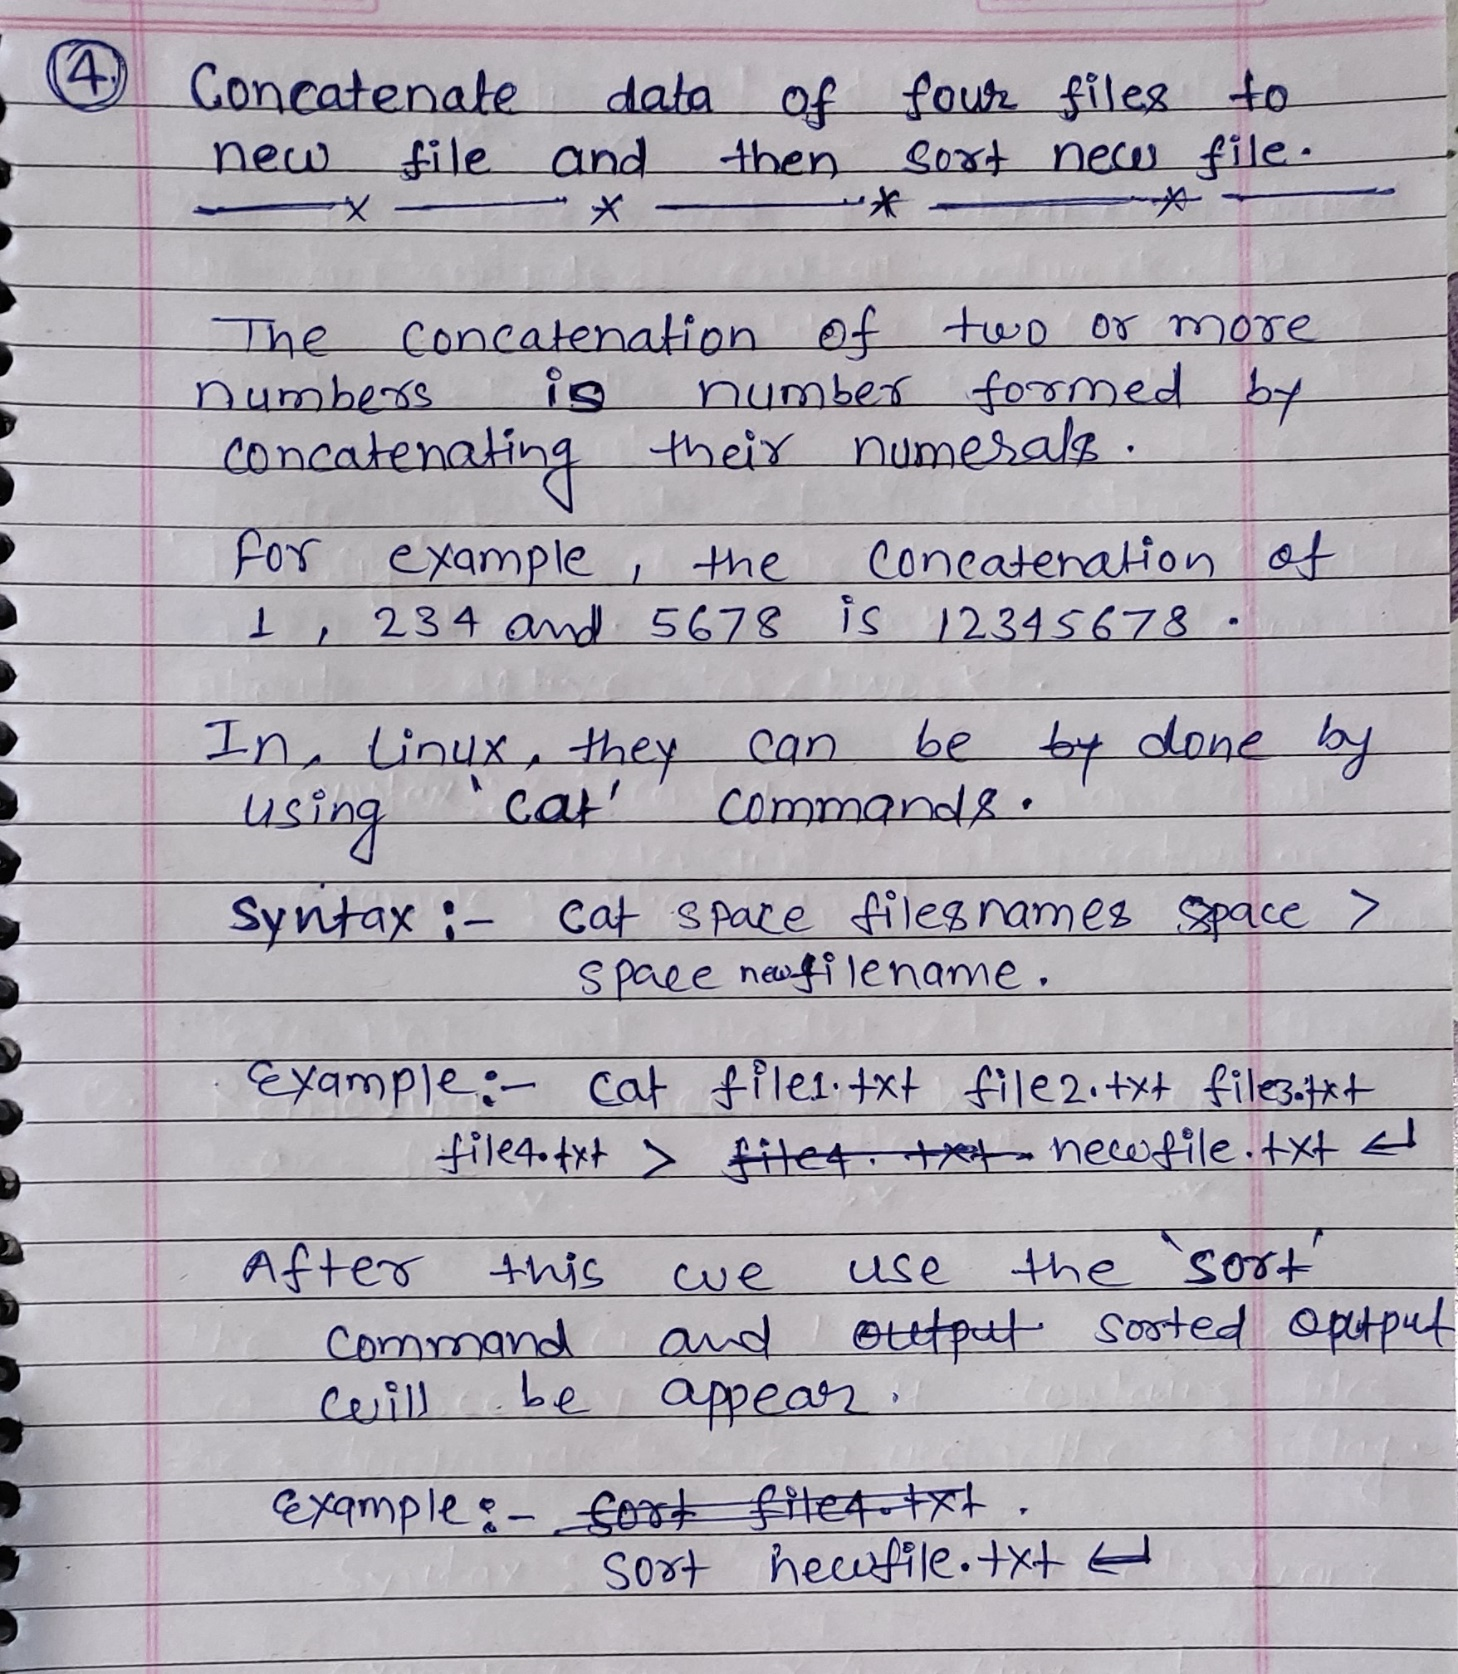 4. Concatenate data of four files to
new file and then sort new file.
The concatenation of two or more
numbers is number formed by
concatenating their numerals.
for example, the concatenation of
1, 234 and 5678 is 12345678.
In, Linux, they can be by done by
using 'cat' commands.
Syntax :- cat space filesnames space >
space newfilename.
Example :- cat file1.txt file2.txt file3.txt
file4.txt > file4.txt newfile.txt ↵
After this we use the 'sort'
command and output sorted output
will be appear.
Example :- sort file4.txt.
sort newfile.txt ↵